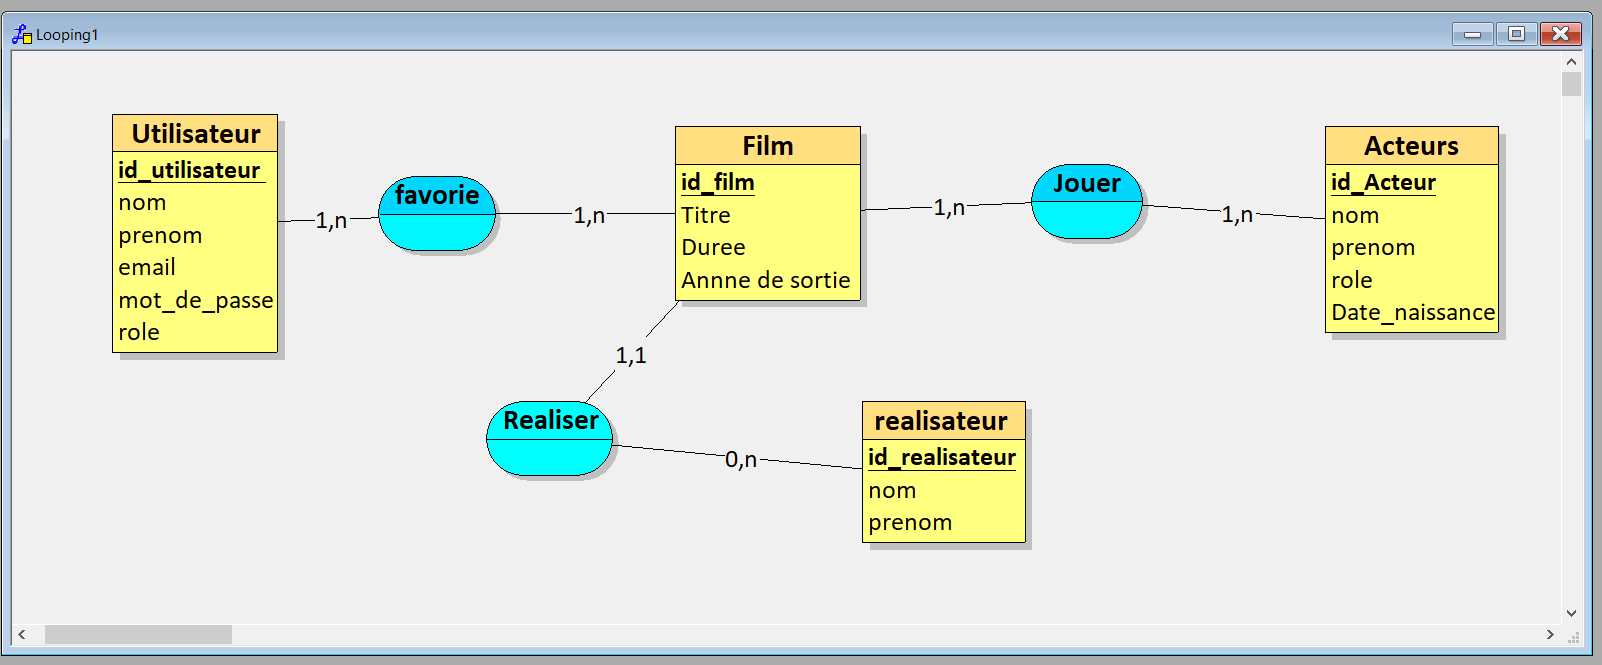 Looping1
Utilisateur
id_utilisateur
nom
prenom
email
mot_de_passe
role
1,n
favorie
1,n
Film
id_film
Titre
Duree
Annne de sortie
1,n
Jouer
1,n
Acteurs
id_Acteur
nom
prenom
role
Date_naissance
1,1
Realiser
0,n
realisateur
id_realisateur
nom
prenom